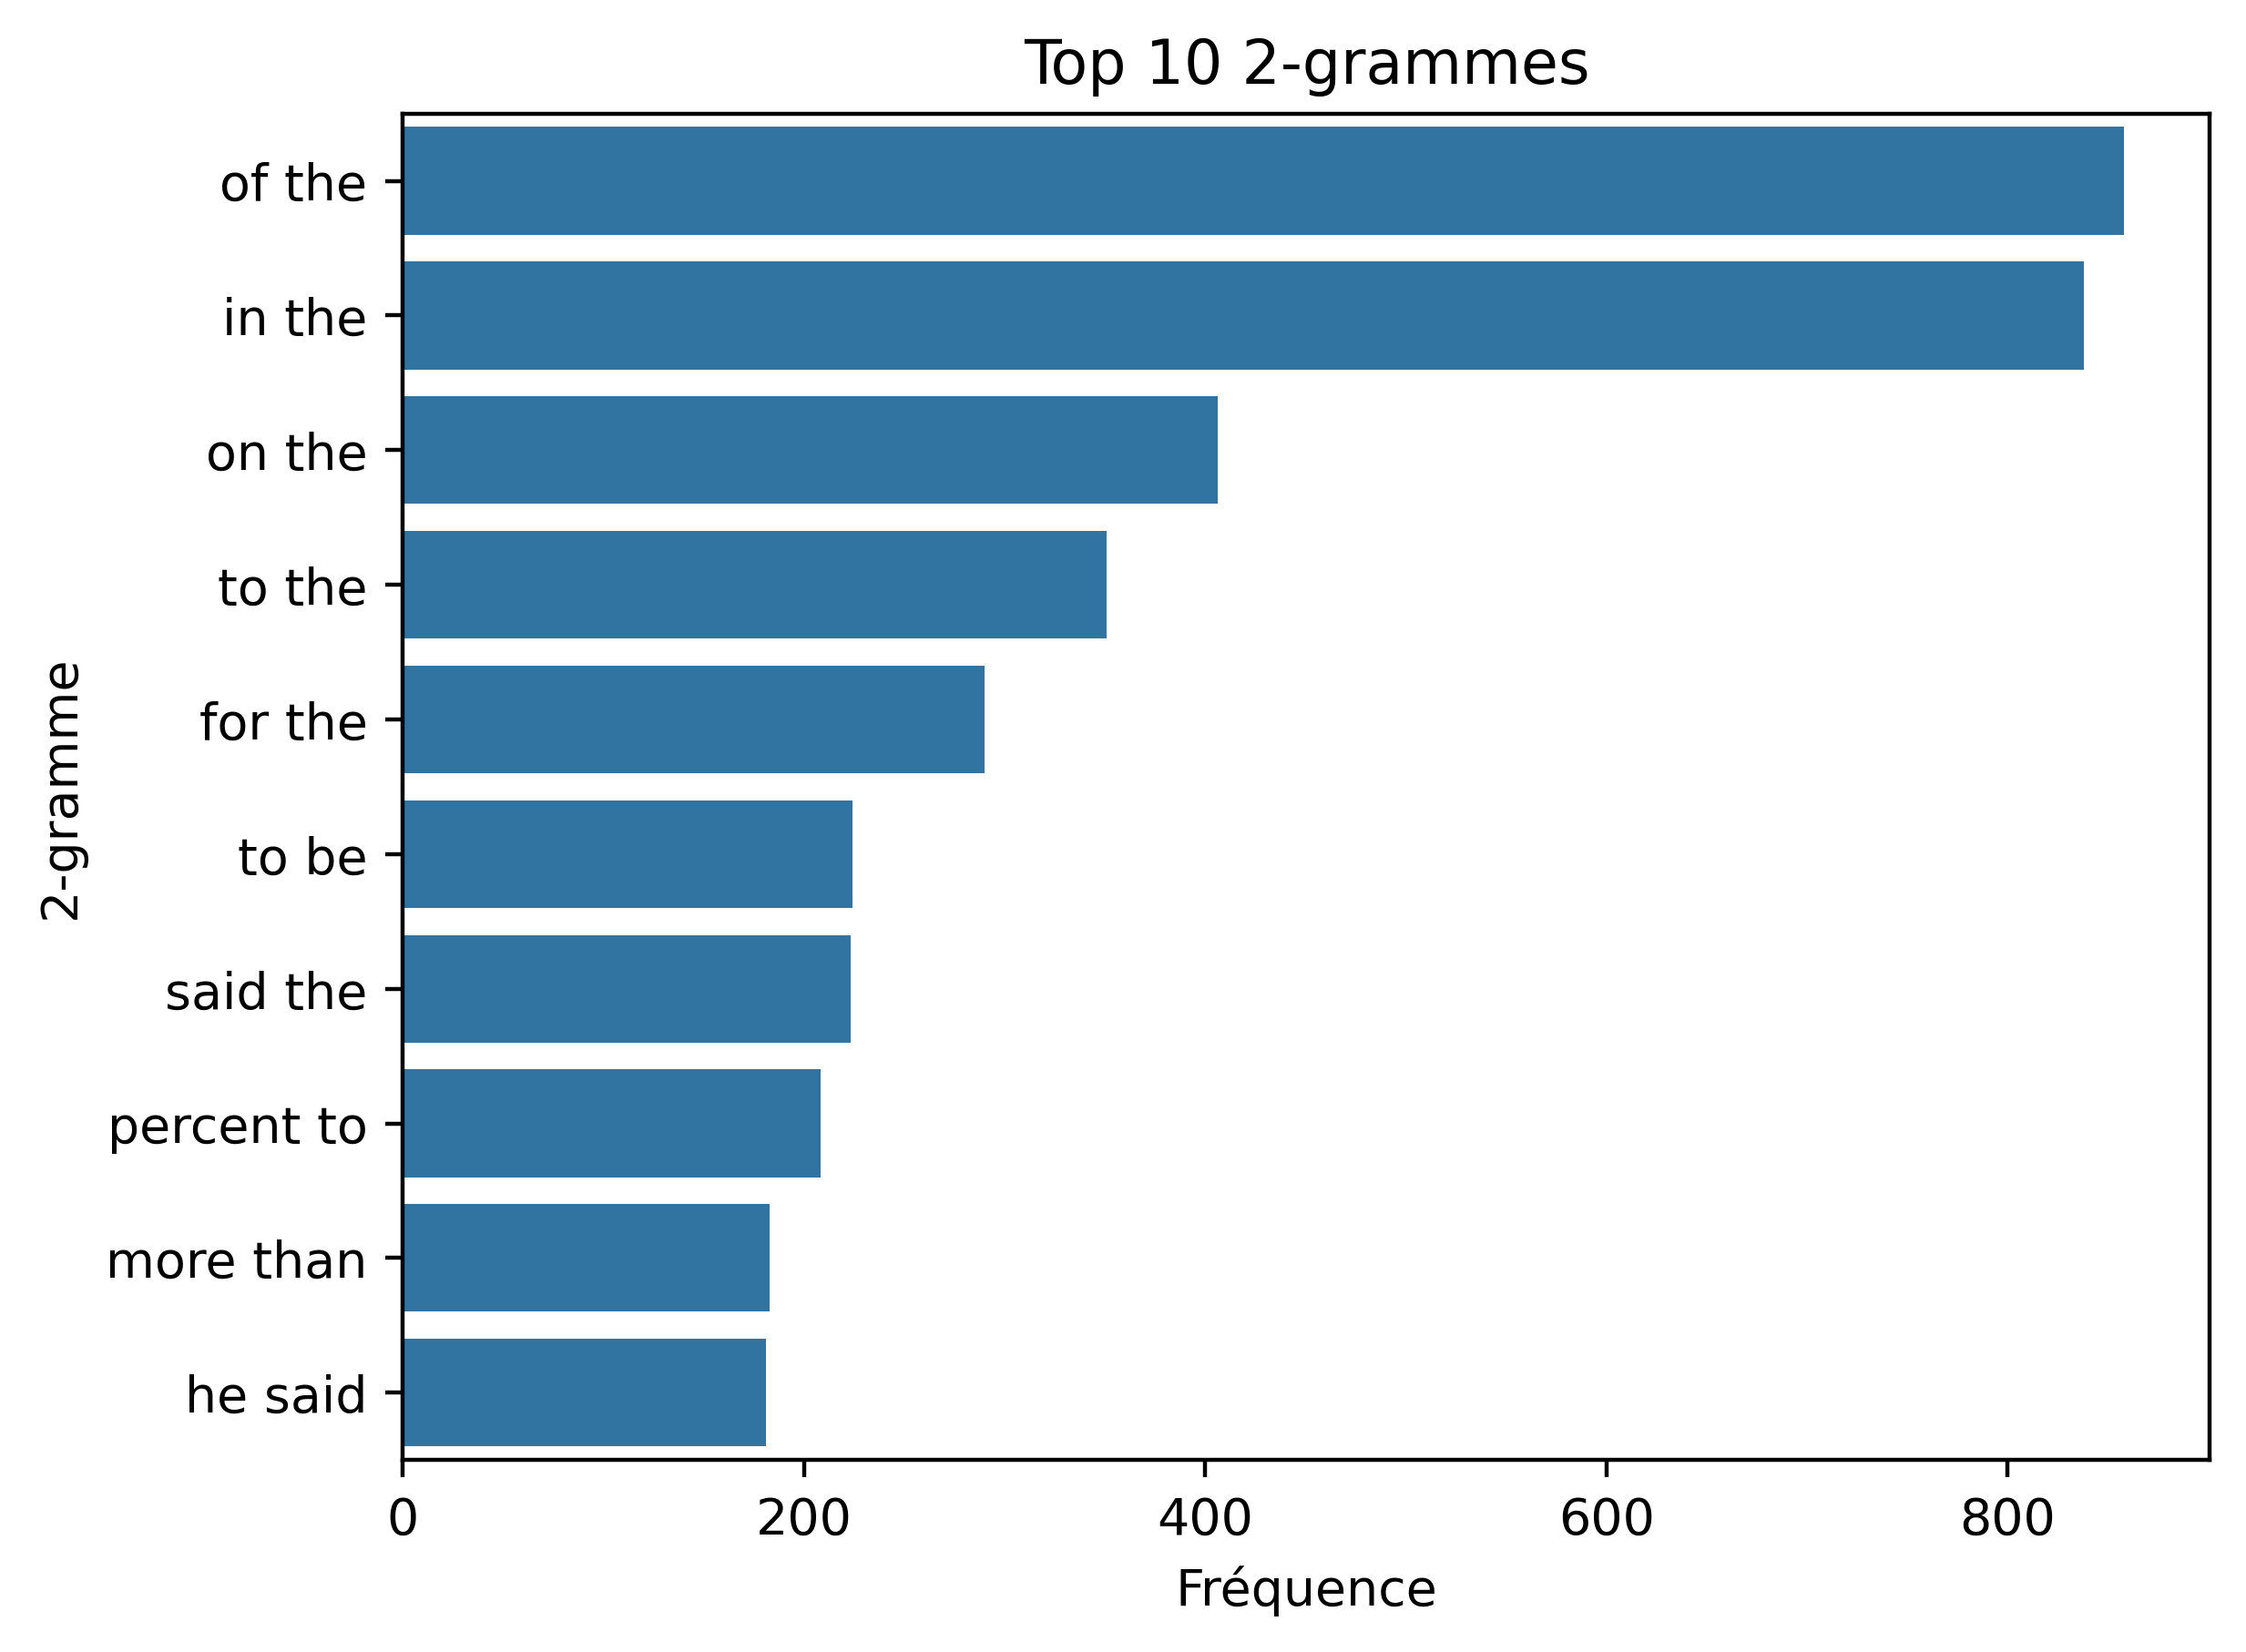 Top 10 2-grammes
2-gramme
of the
in the
on the
to the
for the
to be
said the
percent to
more than
he said
0 200 400 600 800
Fréquence